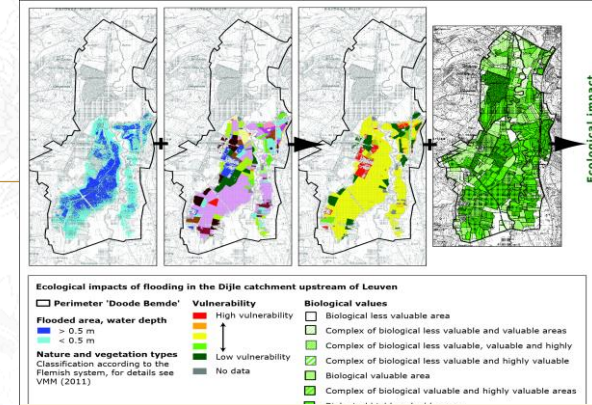 Ecological impact
Ecological impacts of flooding in the Dijle catchment upstream of Leuven
Perimeter 'Doode Bemde'
Flooded area, water depth
> 0.5 m
< 0.5 m
Nature and vegetation types
Classification according to the
Flemish system, for details see
VMM (2011)
Vulnerability
High vulnerability
Low vulnerability
No data
Biological values
Biological less valuable area
Complex of biological less valuable and valuable areas
Complex of biological less valuable, valuable and highly
Complex of biological less valuable and highly valuable
Biological valuable area
Complex of biological valuable and highly valuable areas